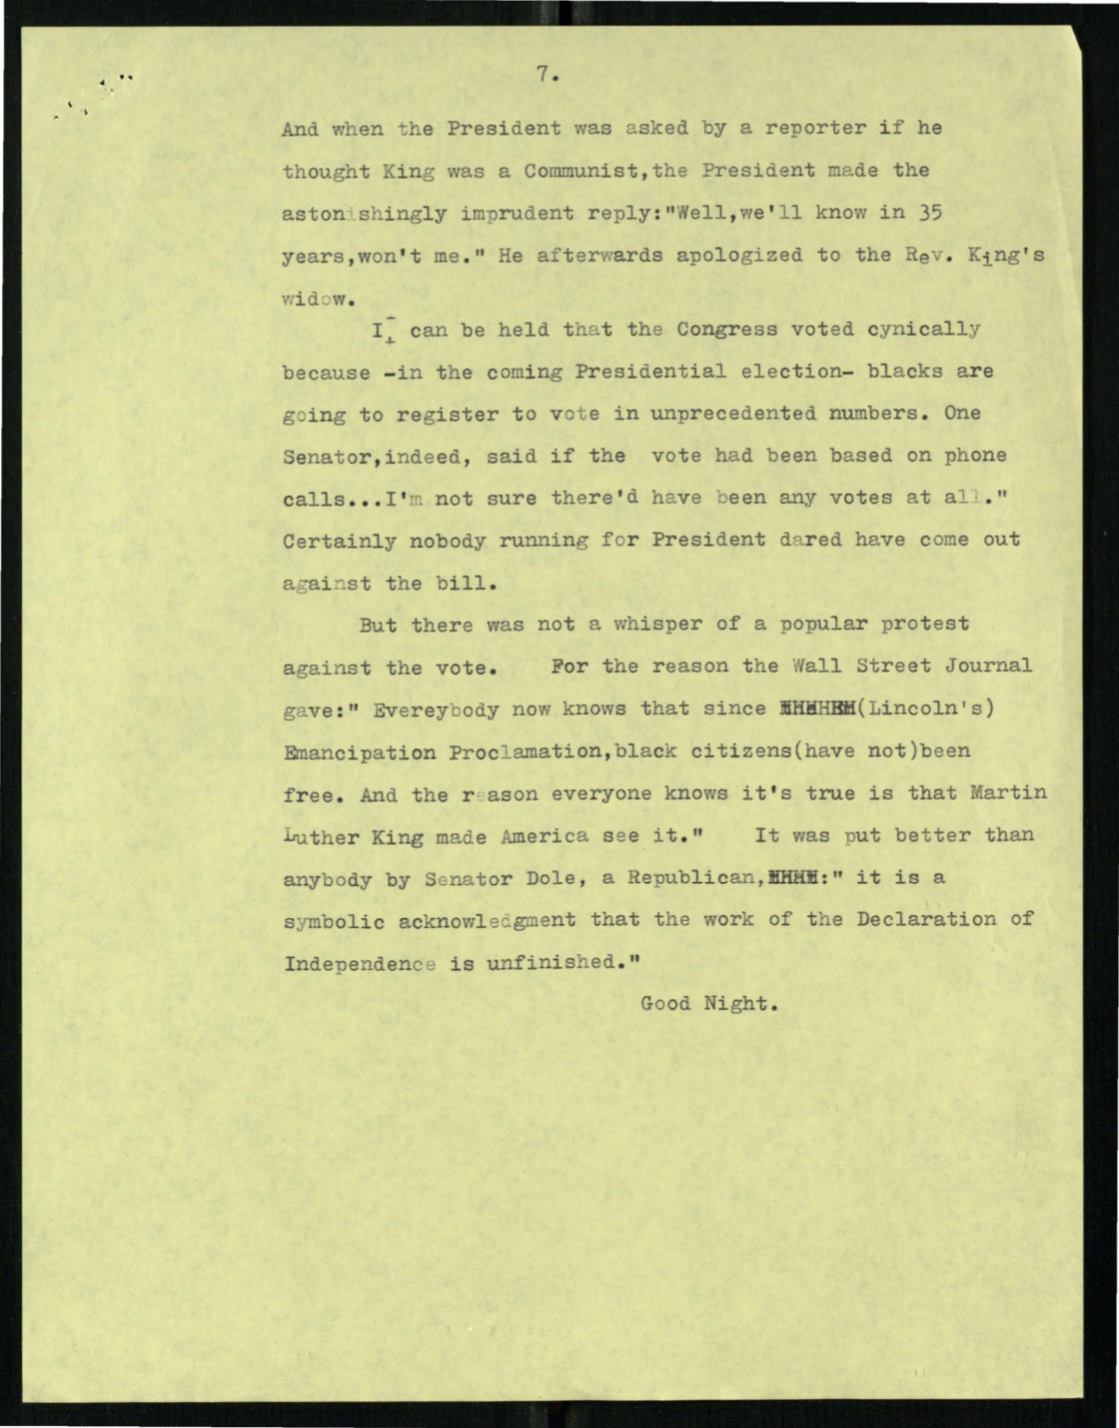 7.
And when the President was asked by a reporter if he
thought King was a Communist,the President made the
astonishingly imprudent reply:"Well,we'll know in 35
years,won't me." He afterwards apologized to the Rev. King's
widow.
It can be held that the Congress voted cynically
because -in the coming Presidential election- blacks are
going to register to vote in unprecedented numbers. One
Senator,indeed, said if the vote had been based on phone
calls...I'm not sure there'd have been any votes at all."
Certainly nobody running for President dared have come out
against the bill.
But there was not a whisper of a popular protest
against the vote. For the reason the Wall Street Journal
gave:" Evereybody now knows that since (Lincoln's)
Emancipation Proclamation,black citizens(have not)been
free. And the reason everyone knows it's true is that Martin
Luther King made America see it." It was put better than
anybody by Senator Dole, a Republican,:" it is a
symbolic acknowledgment that the work of the Declaration of
Independence is unfinished."
Good Night.